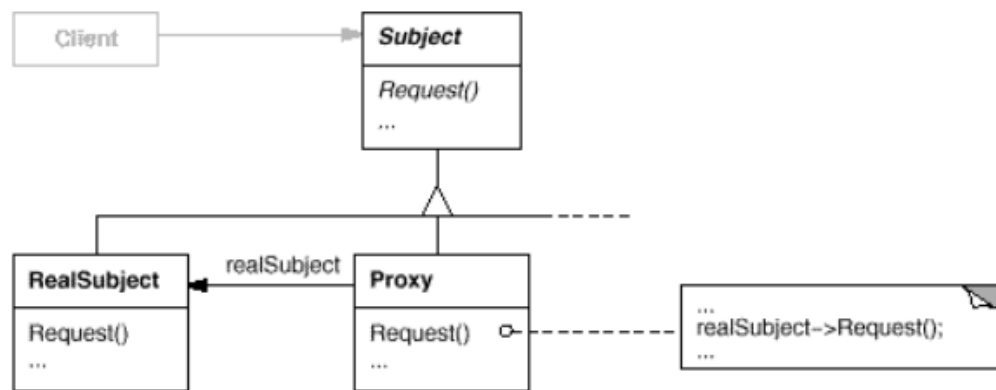 Client
Subject
Request()
...
realSubject
RealSubject
Request()
...
Proxy
Request()
...
...
realSubject->Request();
...